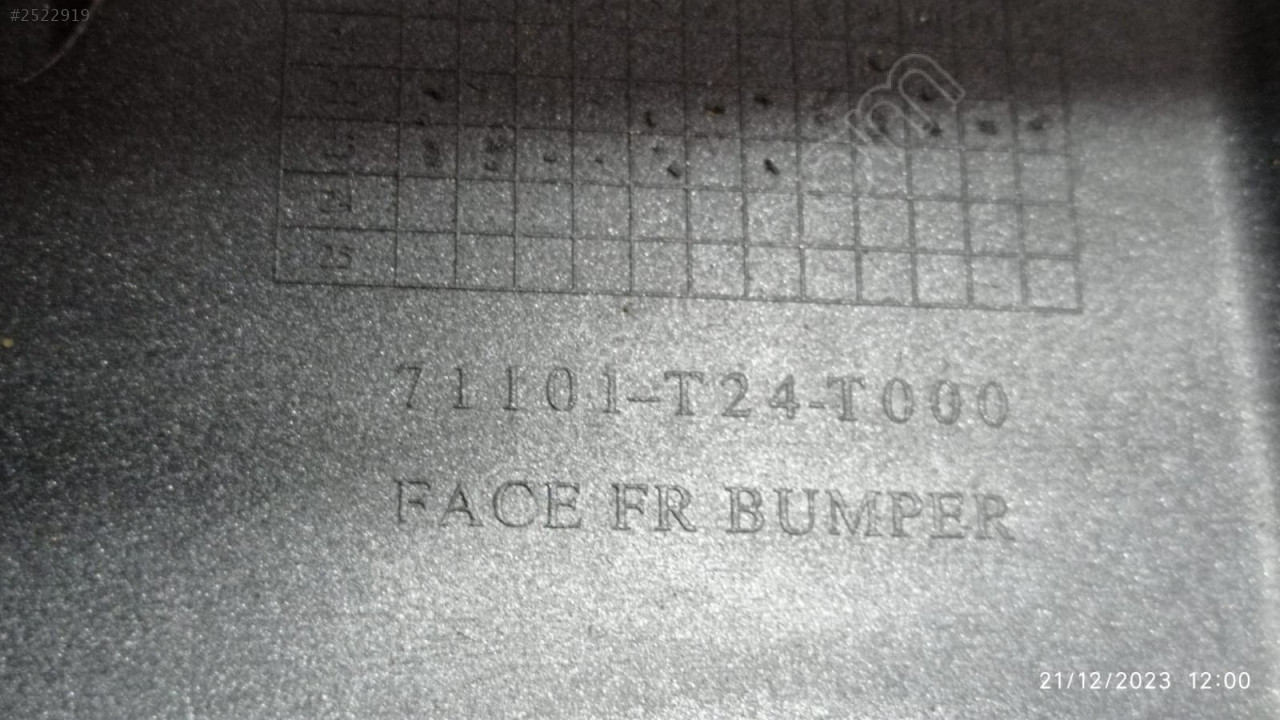 #2522919
24
25
71101-T24-T000
FACE FR BUMPER
21/12/2023 12:00